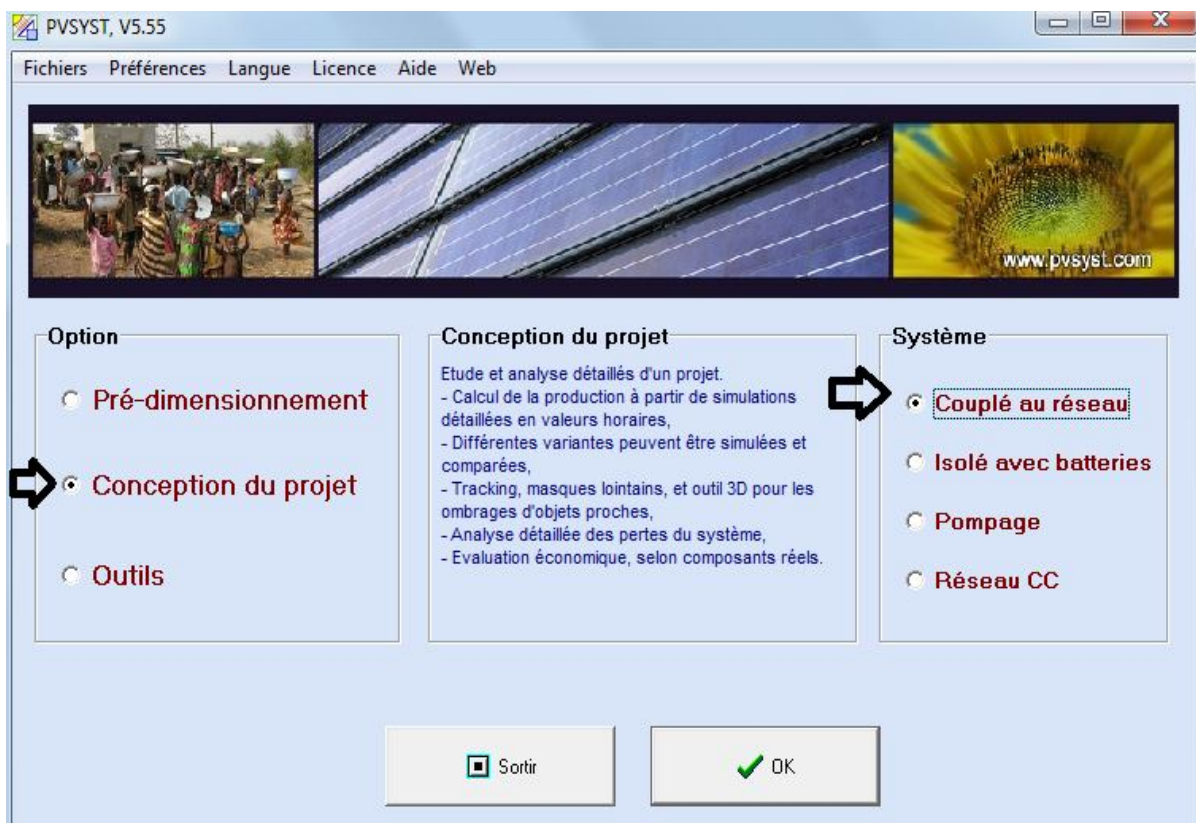 PVSYST, V5.55
Fichiers Préférences Langue Licence Aide Web
www.pvsyst.com
Option
Pré-dimensionnement
Conception du projet
Outils
Conception du projet
Etude et analyse détaillés d'un projet.
- Calcul de la production à partir de simulations
détaillées en valeurs horaires,
- Différentes variantes peuvent être simulées et
comparées,
- Tracking, masques lointains, et outil 3D pour les
ombrages d'objets proches,
- Analyse détaillée des pertes du système,
- Evaluation économique, selon composants réels.
Système
Couplé au réseau
Isolé avec batteries
Pompage
Réseau CC
Sortir
OK